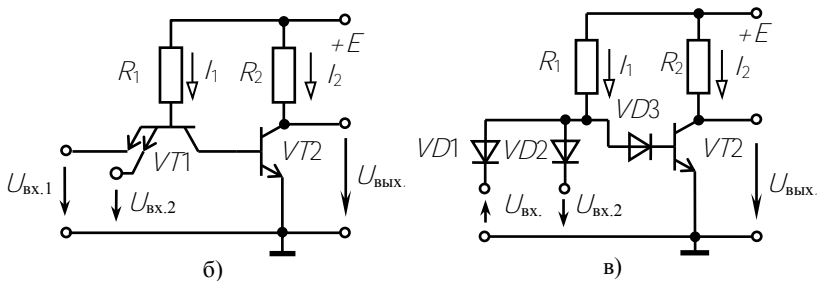 +E
R1
I1
R2
I2
VT1
VT2
Uвх.1
Uвх.2
Uвых.
б)
+E
R1
I1
R2
I2
VD3
VD1
VD2
VT2
Uвх.
Uвх.2
Uвых.
в)